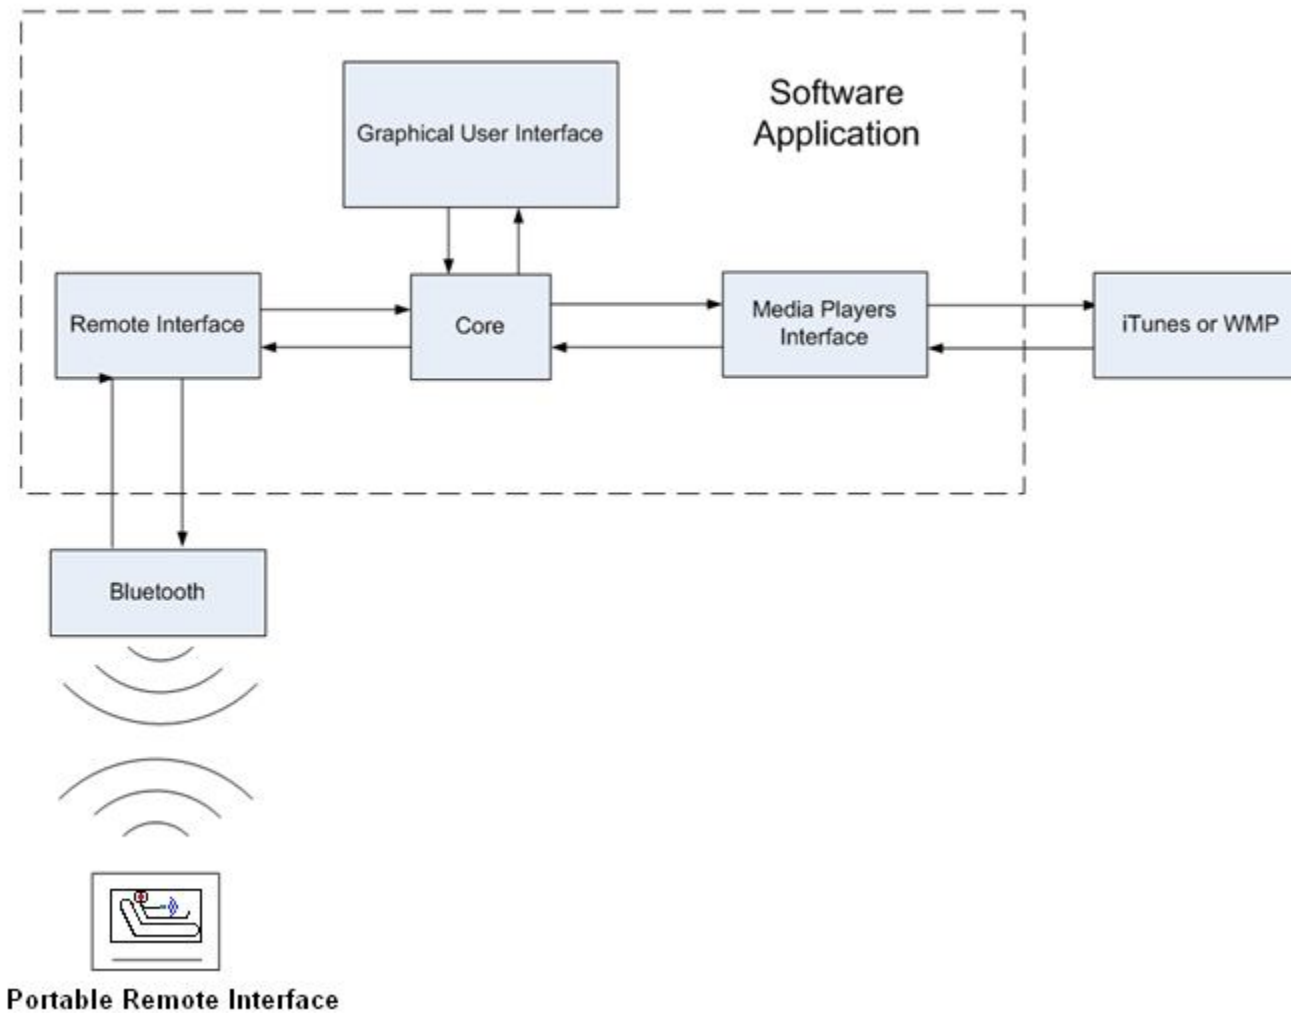 Software
Application
Graphical User Interface
Remote Interface
Core
Media Players
Interface
iTunes or WMP
Bluetooth
Portable Remote Interface